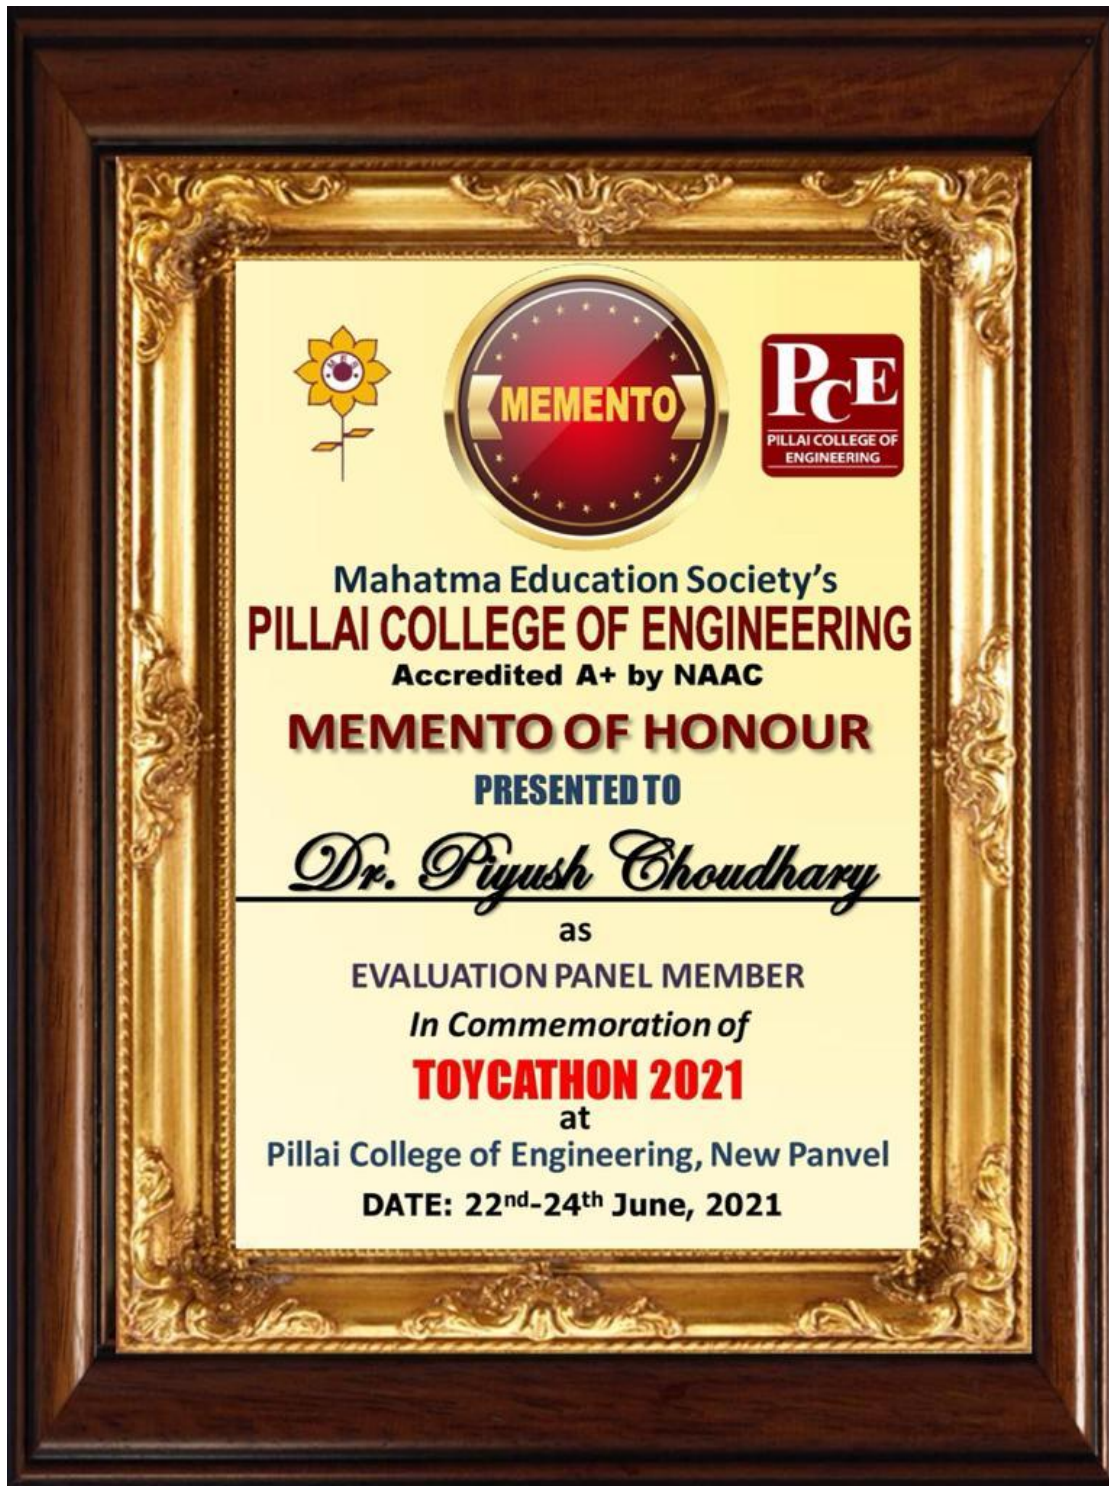 MES
MEMENTO
PCE
PILLAI COLLEGE OF
ENGINEERING
Mahatma Education Society's
PILLAI COLLEGE OF ENGINEERING
Accredited A+ by NAAC
MEMENTO OF HONOUR
PRESENTED TO
Dr. Piyush Choudhary
as
EVALUATION PANEL MEMBER
In Commemoration of
TOYCATHON 2021
at
Pillai College of Engineering, New Panvel
DATE: 22nd-24th June, 2021